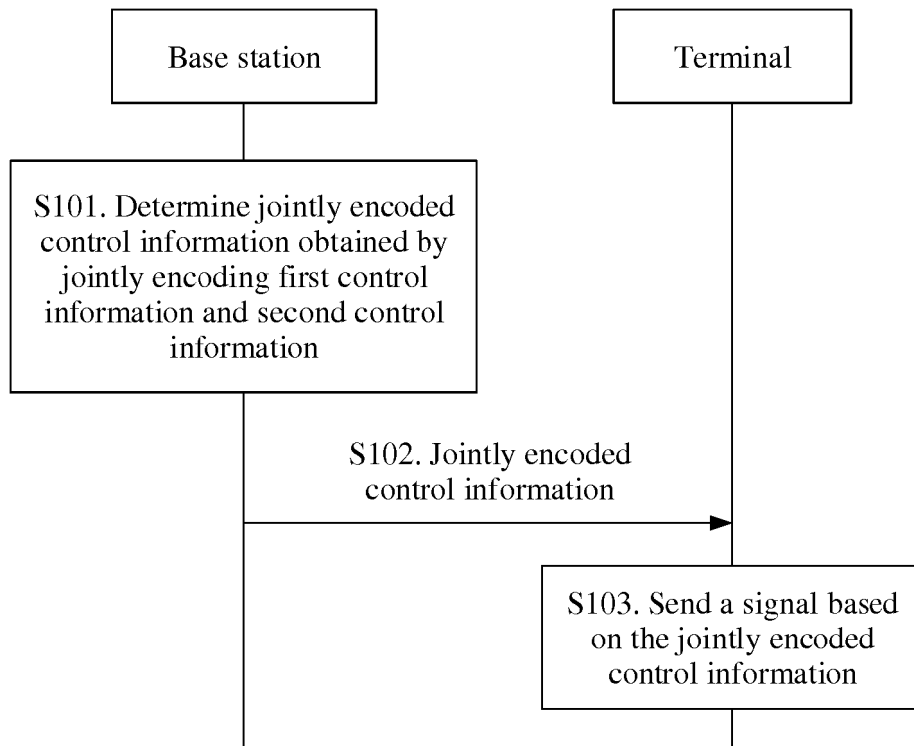 Base station
Terminal
S101. Determine jointly encoded
control information obtained by
jointly encoding first control
information and second control
information
S102. Jointly encoded
control information
S103. Send a signal based
on the jointly encoded
control information